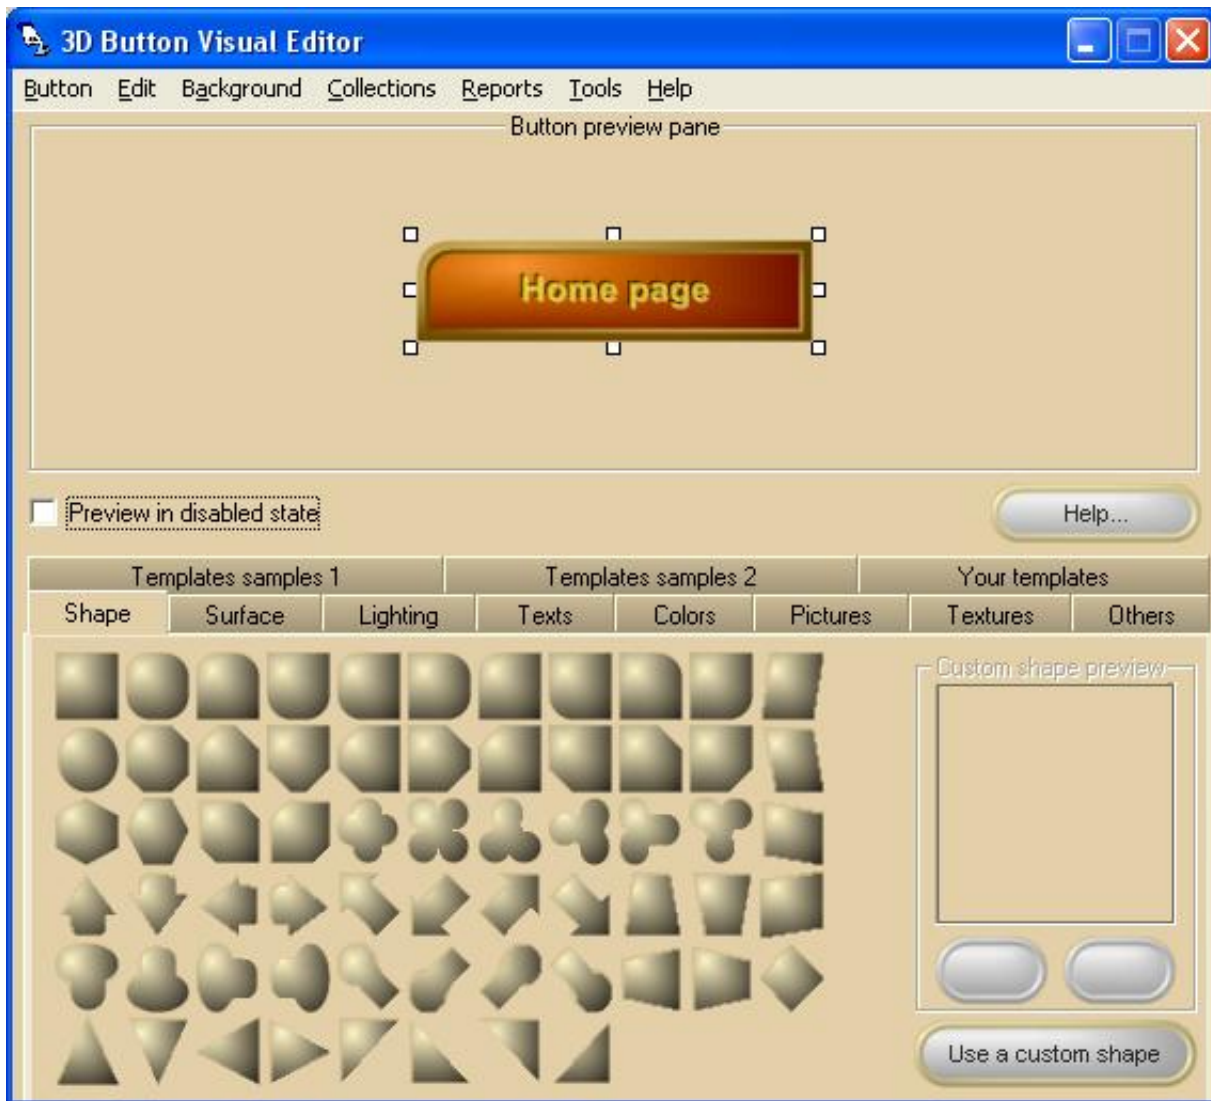 3D Button Visual Editor
Button Edit Background Collections Reports Tools Help
Button preview pane
Home page
Preview in disabled state
Help...
Templates samples 1 Templates samples 2 Your templates
Shape Surface Lighting Texts Colors Pictures Textures Others
Custom shape preview
Use a custom shape